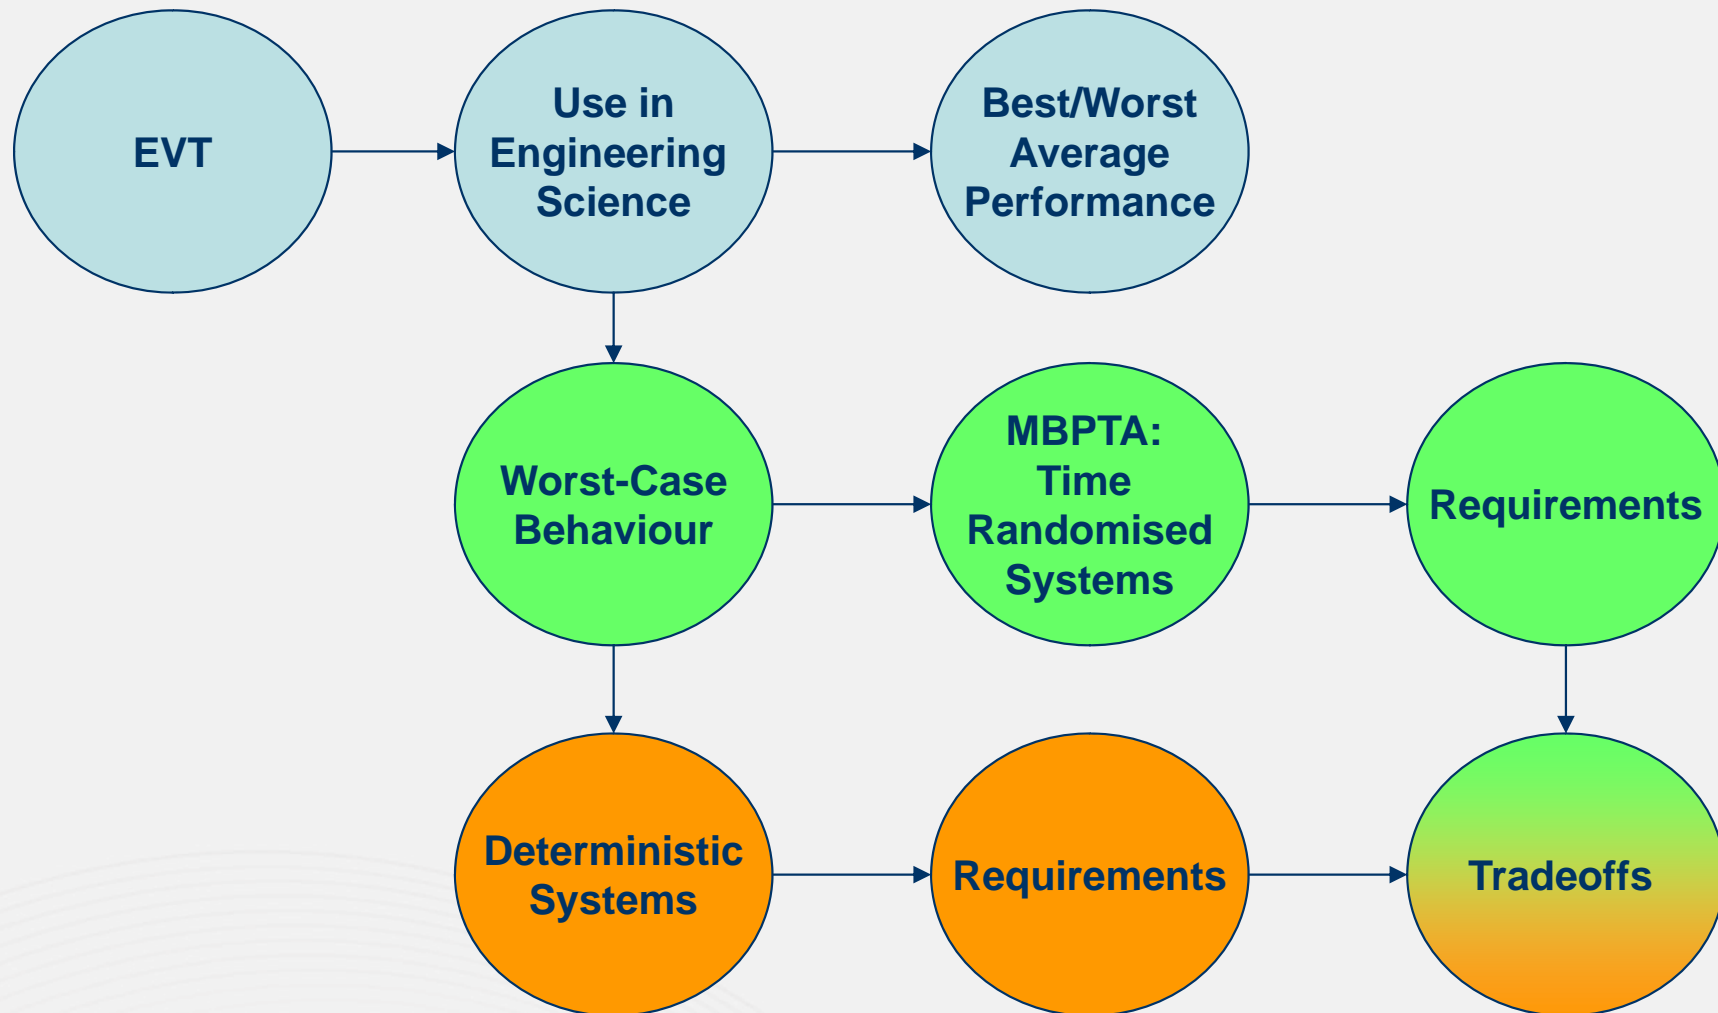 EVT
Use in
Engineering
Science
Best/Worst
Average
Performance
Worst-Case
Behaviour
MBPTA:
Time
Randomised
Systems
Requirements
Deterministic
Systems
Requirements
Tradeoffs